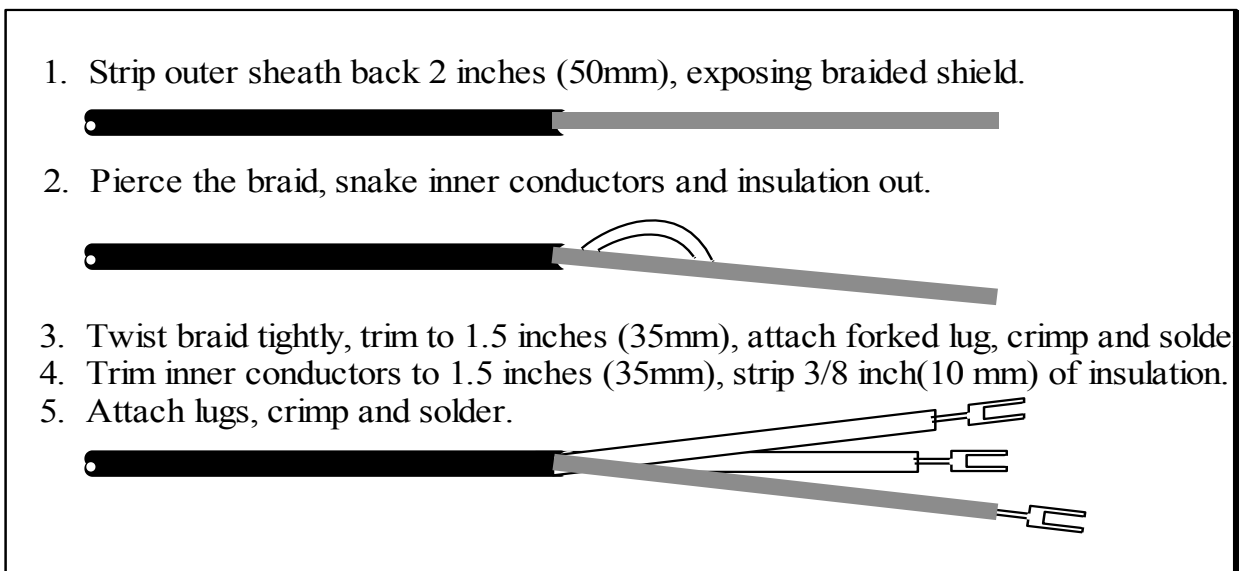 1. Strip outer sheath back 2 inches (50mm), exposing braided shield.
2. Pierce the braid, snake inner conductors and insulation out.
3. Twist braid tightly, trim to 1.5 inches (35mm), attach forked lug, crimp and solde
4. Trim inner conductors to 1.5 inches (35mm), strip 3/8 inch(10 mm) of insulation.
5. Attach lugs, crimp and solder.